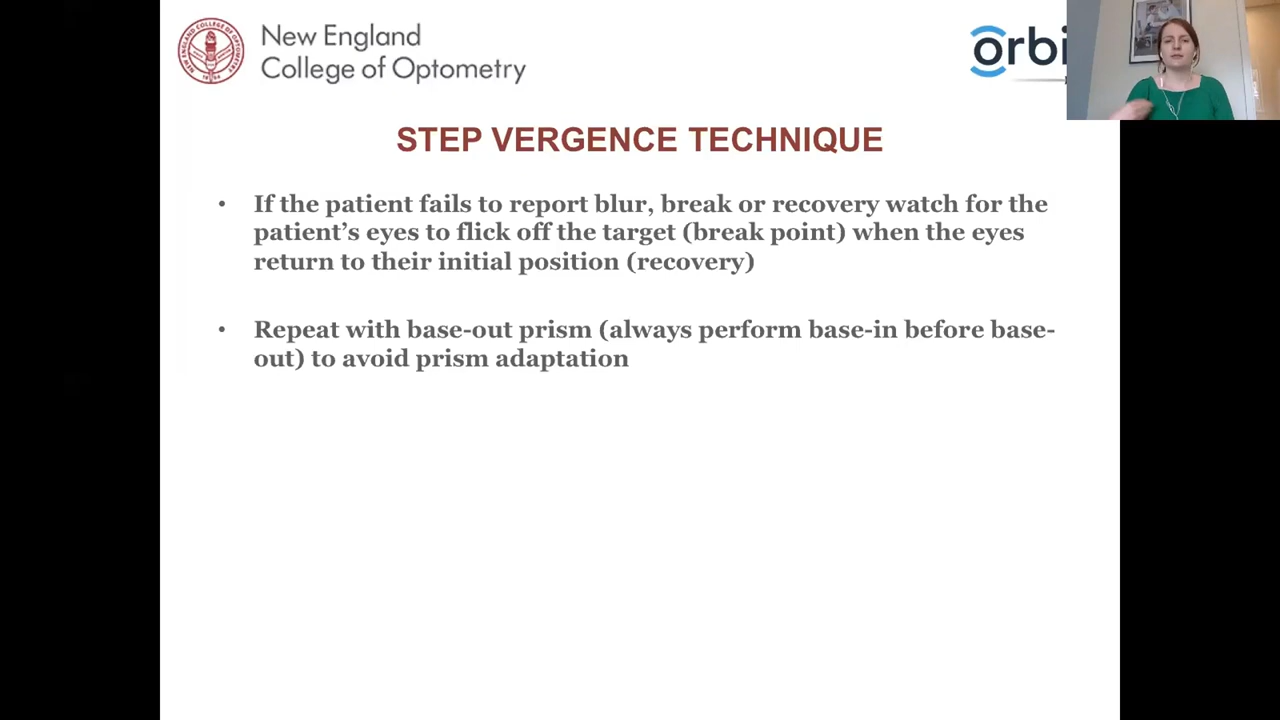 New England
College of Optometry
orbi
STEP VERGENCE TECHNIQUE
• If the patient fails to report blur, break or recovery watch for the
patient’s eyes to flick off the target (break point) when the eyes
return to their initial position (recovery)
• Repeat with base-out prism (always perform base-in before base-
out) to avoid prism adaptation